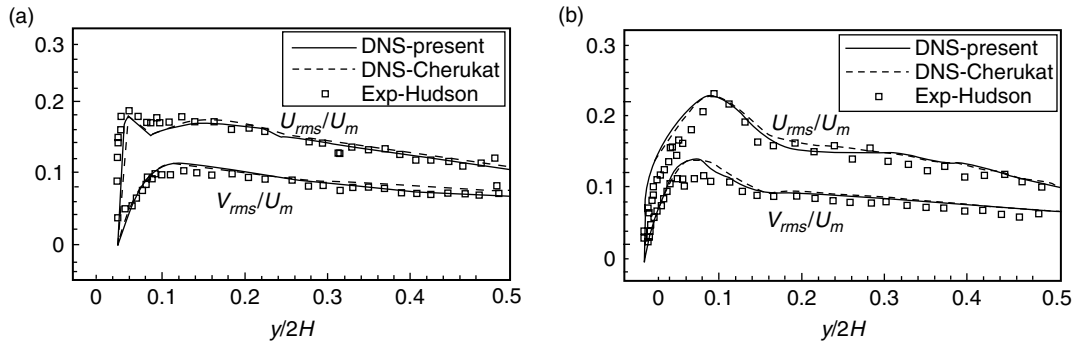 (a)
0.3
0.2
0.1
0
DNS-present
DNS-Cherukat
Exp-Hudson
U_rms/U_m
V_rms/U_m
0 0.1 0.2 0.3 0.4 0.5
y/2H
(b)
0.3
0.2
0.1
0
DNS-present
DNS-Cherukat
Exp-Hudson
U_rms/U_m
V_rms/U_m
0 0.1 0.2 0.3 0.4 0.5
y/2H